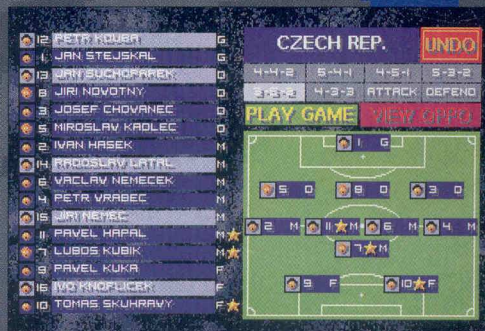 12 PETR KOUBA G
1 JAN STEJSKAL G
13 JAN SUCHOPAREK D
8 JIRI NOVOTNY D
3 JOSEF CHOVANEC D
5 MIROSLAV KADLEC D
2 IVAN HASEK M
14 RADOSLAV LATAL M
6 VACLAV NEMECEK M
4 PETR VRABEC M
15 JIRI NEMEC M
11 PAVEL HAPAL M
7 LUBOS KUBIK M
9 PAVEL KUKA F
16 IVO KNOFLICEK F
10 TOMAS SKUHRAVY F
CZECH REP. UNDO
4-4-2 5-4-1 4-5-1 5-3-2
3-5-2 4-3-3 ATTACK DEFEND
PLAY GAME VIEW OPPO.
1 G
5 D 8 D 3 D
2 M 11 M 6 M 4 M
7 M
9 F 10 F